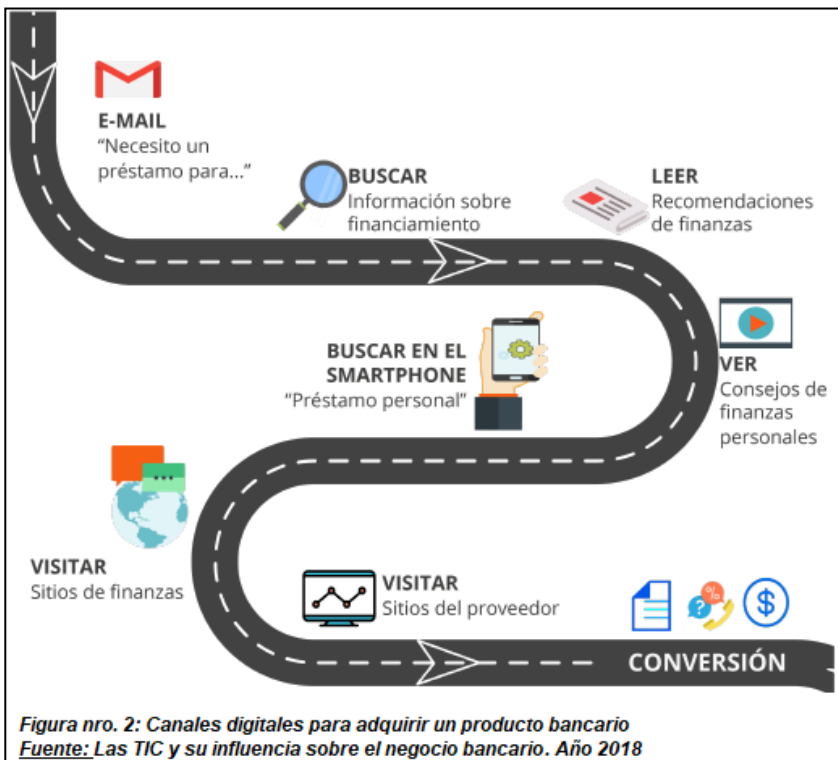 E-MAIL
“Necesito un
préstamo para...”
BUSCAR
Información sobre
financiamiento
LEER
Recomendaciones
de finanzas
VER
Consejos de
finanzas
personales
BUSCAR EN EL
SMARTPHONE
“Préstamo personal”
VISITAR
Sitios de finanzas
VISITAR
Sitios del proveedor
?
%
$
CONVERSIÓN
Figura nro. 2: Canales digitales para adquirir un producto bancario
Fuente: Las TIC y su influencia sobre el negocio bancario. Año 2018